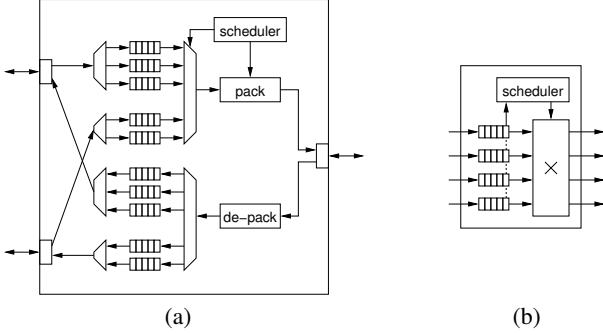 scheduler
pack
de−pack
scheduler
×
(a)
(b)